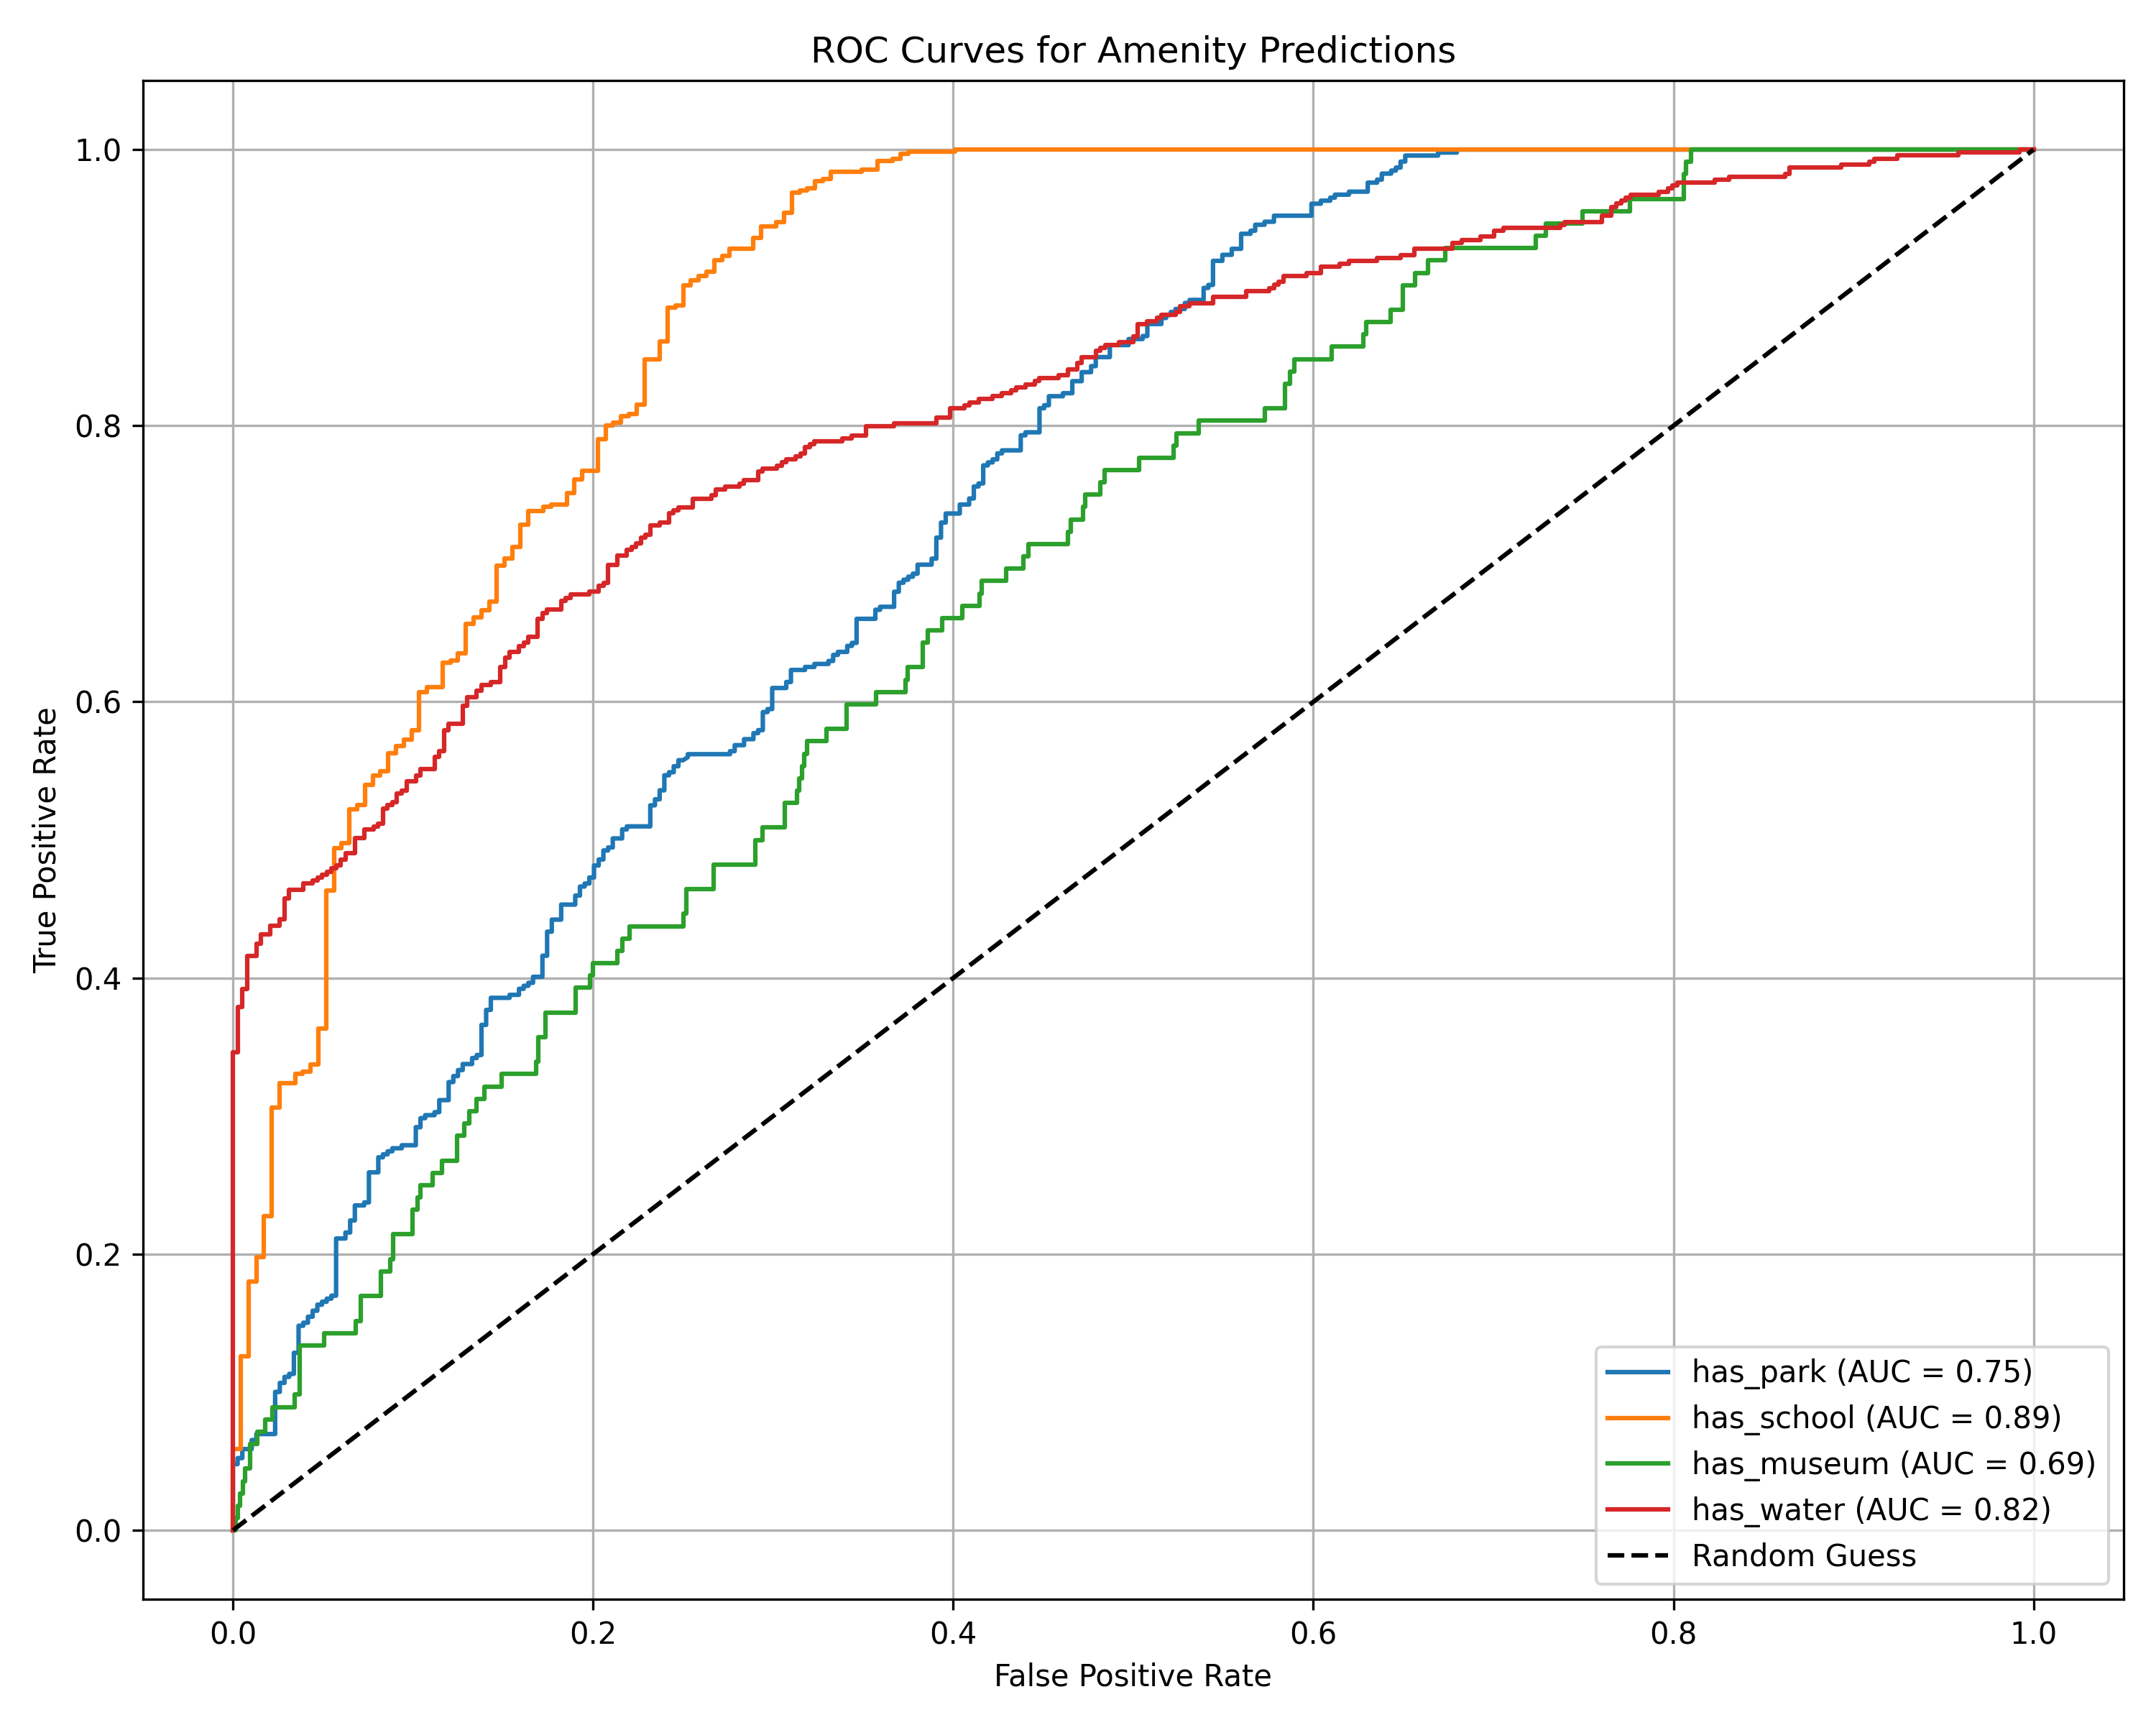 ROC Curves for Amenity Predictions
True Positive Rate
1.0
0.8
0.6
0.4
0.2
0.0
0.0 0.2 0.4 0.6 0.8 1.0
False Positive Rate
has_park (AUC = 0.75)
has_school (AUC = 0.89)
has_museum (AUC = 0.69)
has_water (AUC = 0.82)
Random Guess